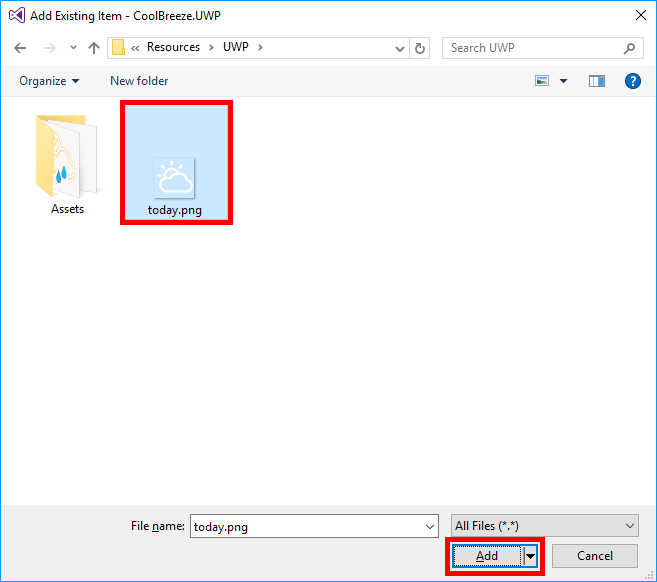 Add Existing Item - CoolBreeze.UWP
« Resources › UWP ›
Search UWP
Organize
New folder
?
Assets
today.png
File name: today.png
All Files (*.*)
Add
Cancel